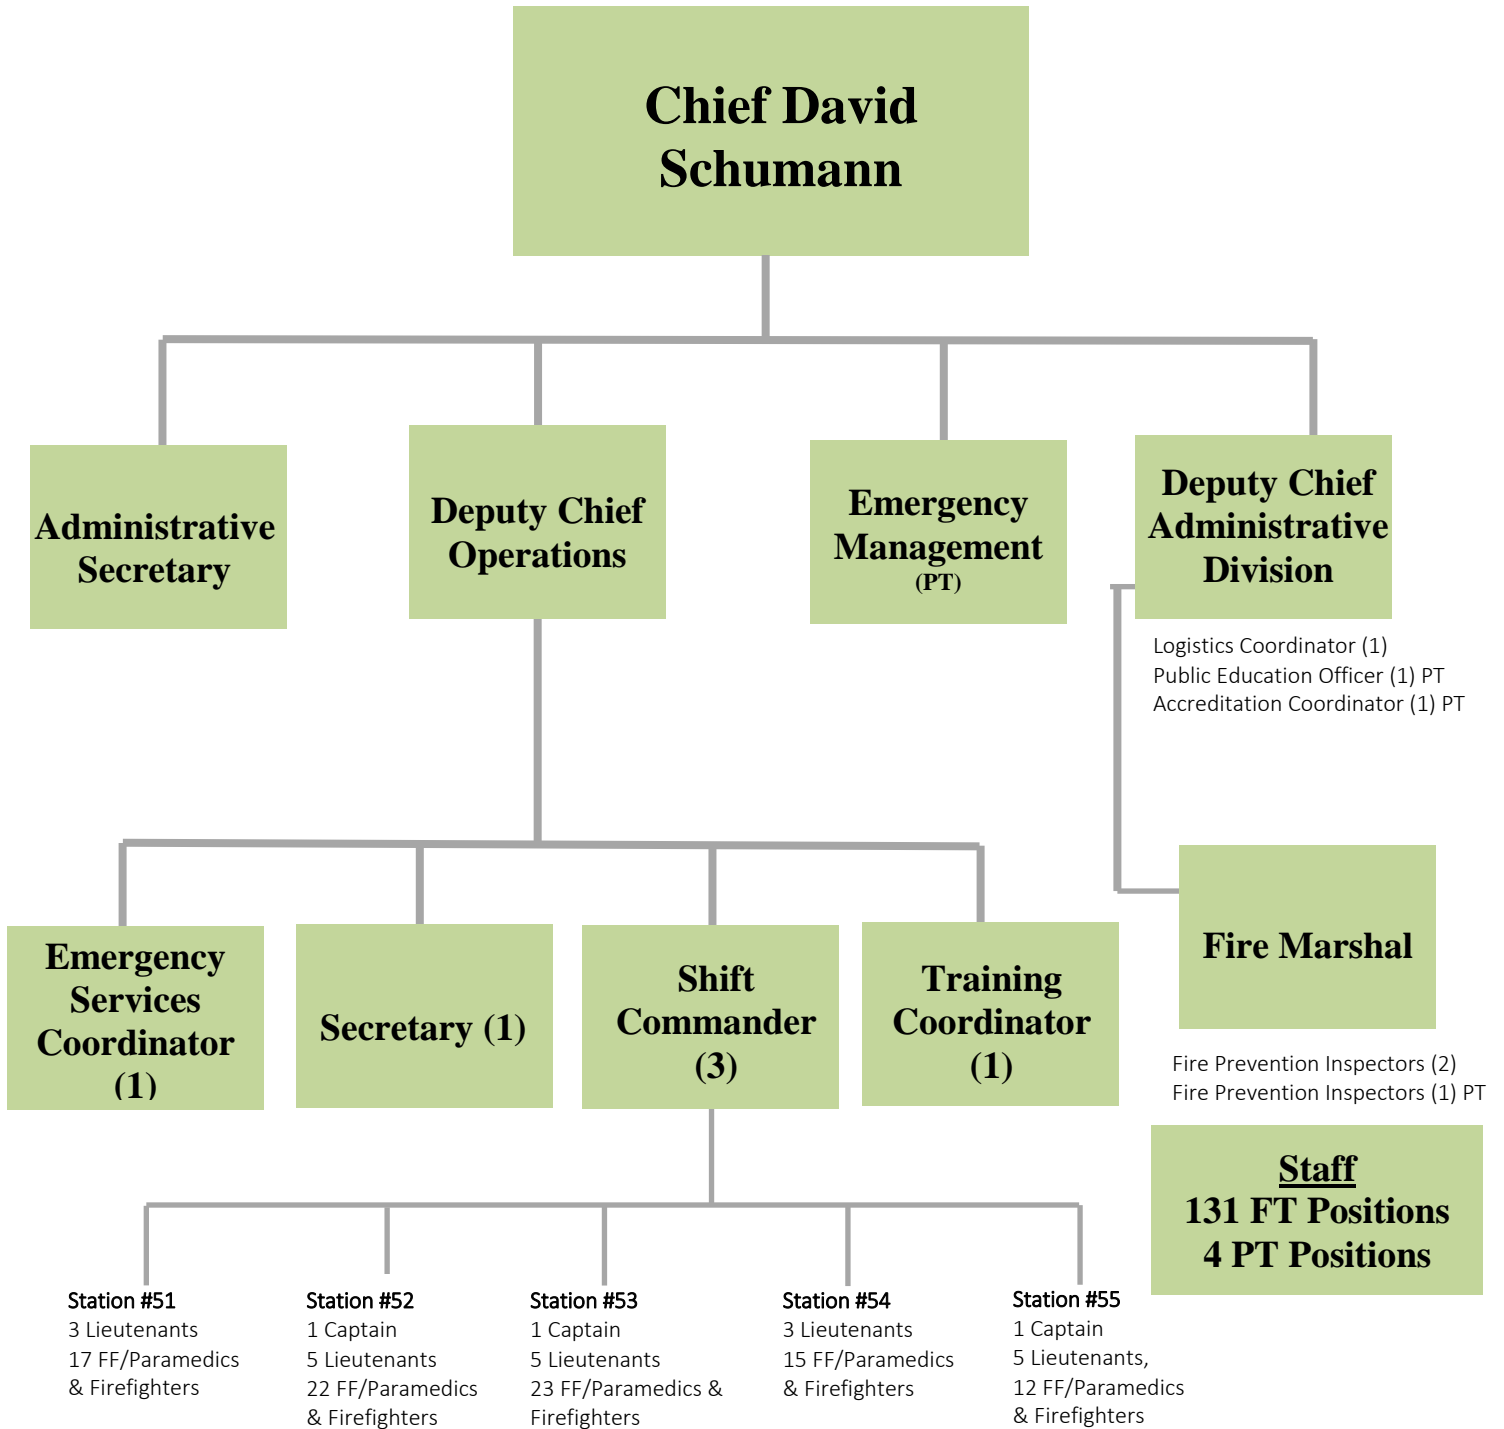 Chief David
Schumann
Administrative
Secretary
Deputy Chief
Operations
Emergency
Management
(PT)
Deputy Chief
Administrative
Division
Logistics Coordinator (1)
Public Education Officer (1) PT
Accreditation Coordinator (1) PT
Emergency
Services
Coordinator
(1)
Secretary (1)
Shift
Commander
(3)
Training
Coordinator
(1)
Fire Marshal
Fire Prevention Inspectors (2)
Fire Prevention Inspectors (1) PT
Staff
131 FT Positions
4 PT Positions
Station #51
3 Lieutenants
17 FF/Paramedics
& Firefighters
Station #52
1 Captain
5 Lieutenants
22 FF/Paramedics
& Firefighters
Station #53
1 Captain
5 Lieutenants
23 FF/Paramedics &
Firefighters
Station #54
3 Lieutenants
15 FF/Paramedics
& Firefighters
Station #55
1 Captain
5 Lieutenants,
12 FF/Paramedics
& Firefighters